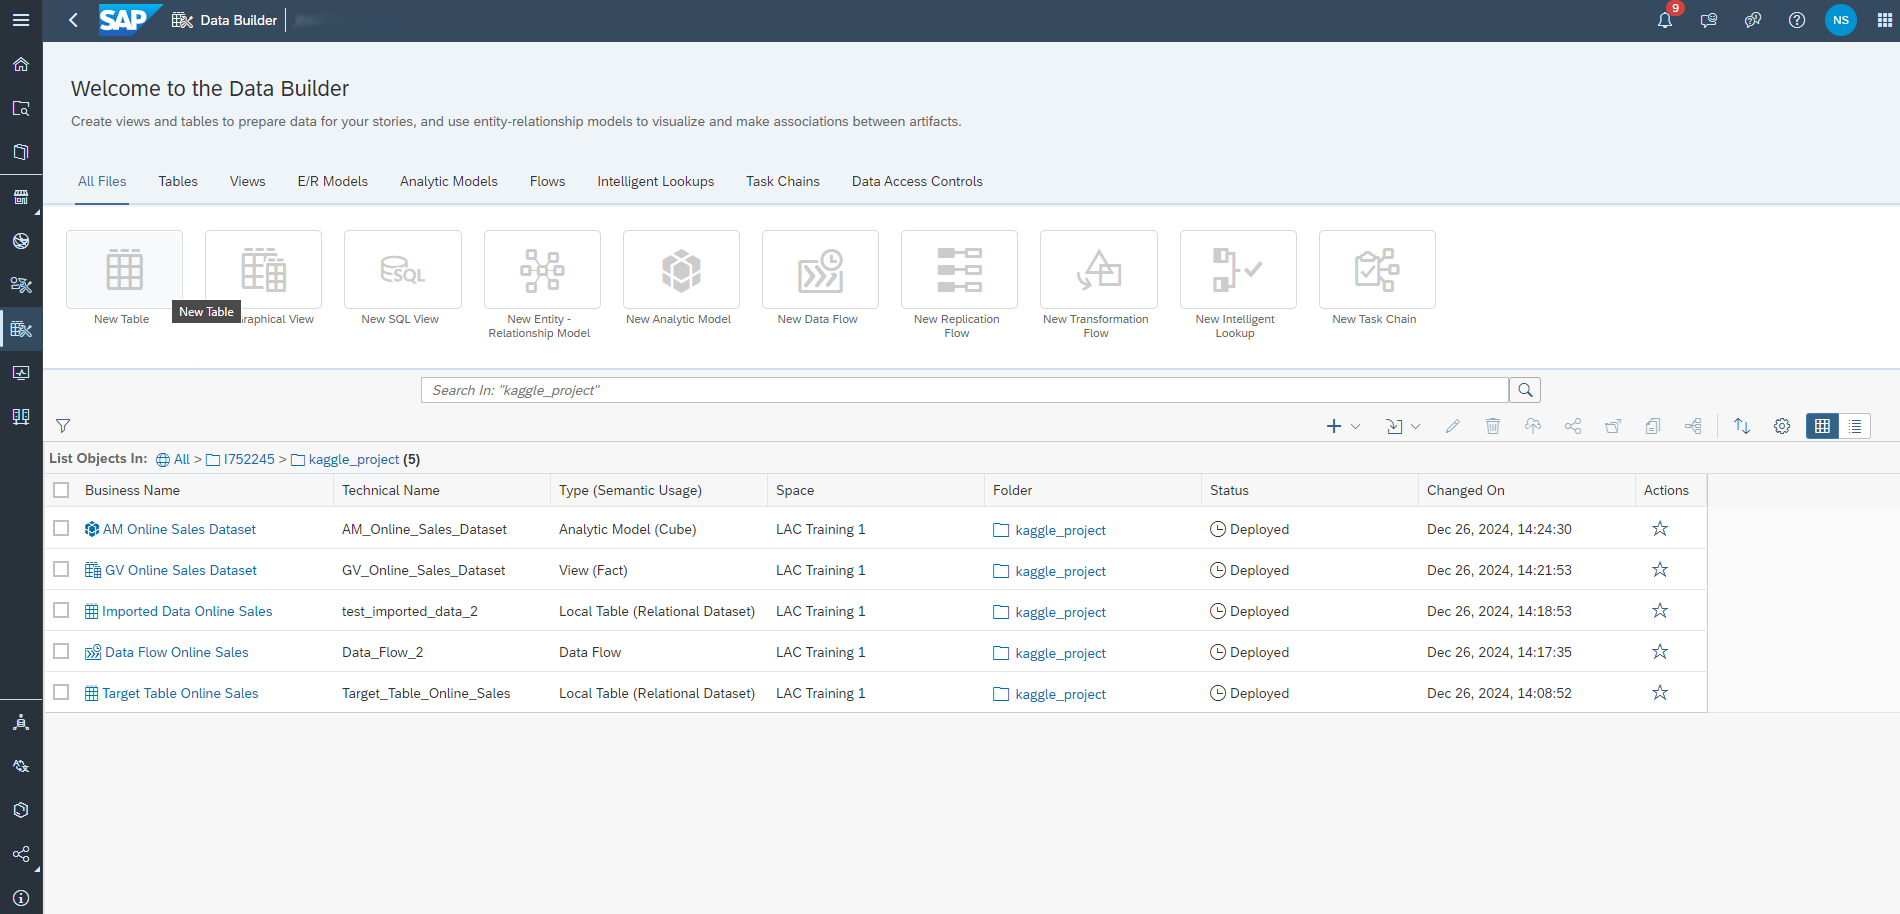 SAP Data Builder
9
NS
Welcome to the Data Builder
Create views and tables to prepare data for your stories, and use entity-relationship models to visualize and make associations between artifacts.
All Files Tables Views E/R Models Analytic Models Flows Intelligent Lookups Task Chains Data Access Controls
SQL
New Table
New Table
raphical View
New SQL View
New Entity -
Relationship Model
New Analytic Model
New Data Flow
New Replication
Flow
New Transformation
Flow
New Intelligent
Lookup
New Task Chain
Search In: "kaggle_project"
List Objects In: All > I752245 > kaggle_project (5)
Business Name Technical Name Type (Semantic Usage) Space Folder Status Changed On Actions
AM Online Sales Dataset AM_Online_Sales_Dataset Analytic Model (Cube) LAC Training 1 kaggle_project Deployed Dec 26, 2024, 14:24:30
GV Online Sales Dataset GV_Online_Sales_Dataset View (Fact) LAC Training 1 kaggle_project Deployed Dec 26, 2024, 14:21:53
Imported Data Online Sales test_imported_data_2 Local Table (Relational Dataset) LAC Training 1 kaggle_project Deployed Dec 26, 2024, 14:18:53
Data Flow Online Sales Data_Flow_2 Data Flow LAC Training 1 kaggle_project Deployed Dec 26, 2024, 14:17:35
Target Table Online Sales Target_Table_Online_Sales Local Table (Relational Dataset) LAC Training 1 kaggle_project Deployed Dec 26, 2024, 14:08:52